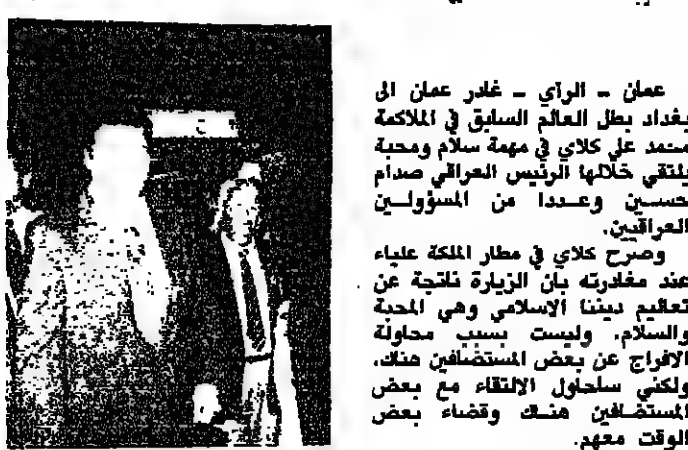 عمان ـ الرأي ـ غادر عمان الى
بغداد بطل العالم السابق في الملاكمة
محمد علي كلاي في مهمة سلام ومحبة
يلتقي خلالها الرئيس العراقي صدام
حسين وعددا من المسؤولين
العراقيين.
وصرح كلاي في مطار الملكة علياء
عند مغادرته بان الزيارة ناتجة عن
تعاليم ديننا الاسلامي وهي المحبة
والسلام، وليست بسبب محاولة
الافراج عن بعض المستضافين هناك،
ولكني ساحاول الالتقاء مع بعض
المستضافين هناك وقضاء بعض
الوقت معهم.